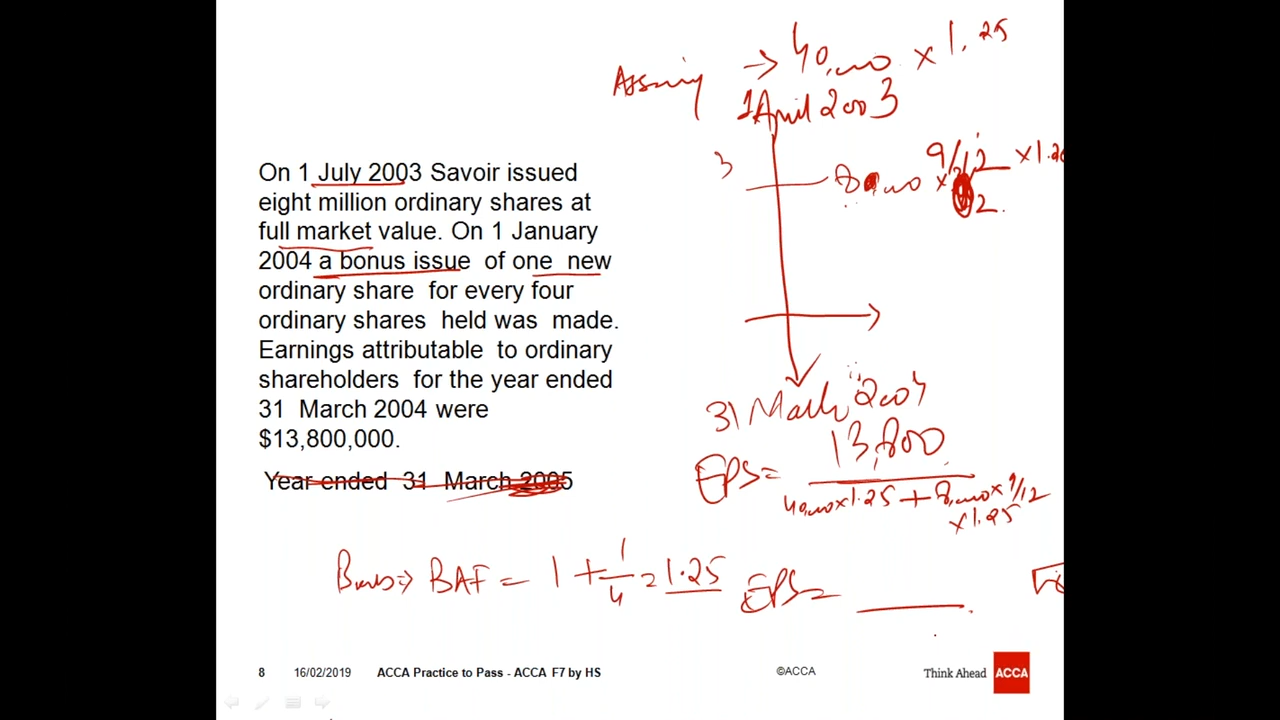 Assuming → 40,000 x 1.25
1 April 2003
3
8,000 x 9/12 x 1.25
On 1 July 2003 Savoir issued
eight million ordinary shares at
full market value. On 1 January
2004 a bonus issue of one new
ordinary share for every four
ordinary shares held was made.
Earnings attributable to ordinary
shareholders for the year ended
31 March 2004 were
$13,800,000.
Year ended 31 March 2005
31 March 2004
EPS = 13,800
40,000x1.25 + 8,000x9/12
x1.25
Bonus => BAF = 1 + 1/4 = 1.25
EPS =
8 16/02/2019 ACCA Practice to Pass - ACCA F7 by HS ©ACCA Think Ahead ACCA